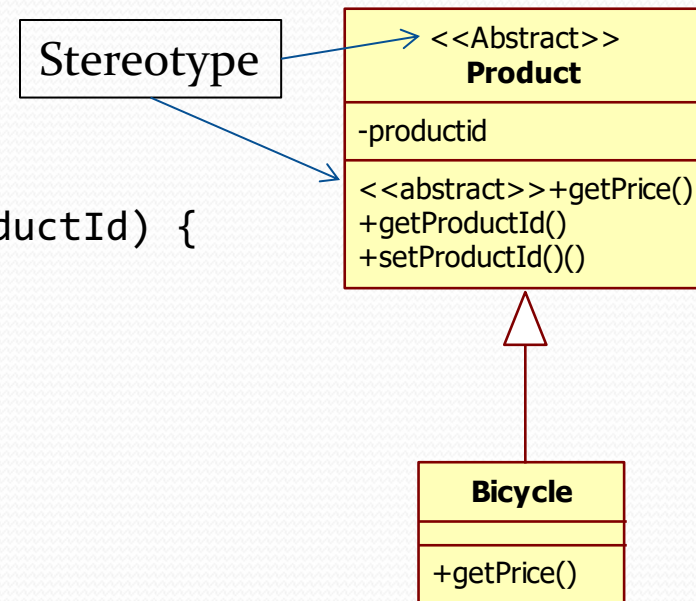 Stereotype
<<Abstract>>
Product
-productid
<<abstract>>+getPrice()
+getProductId()
+setProductId()()
ductId) {
Bicycle
+getPrice()